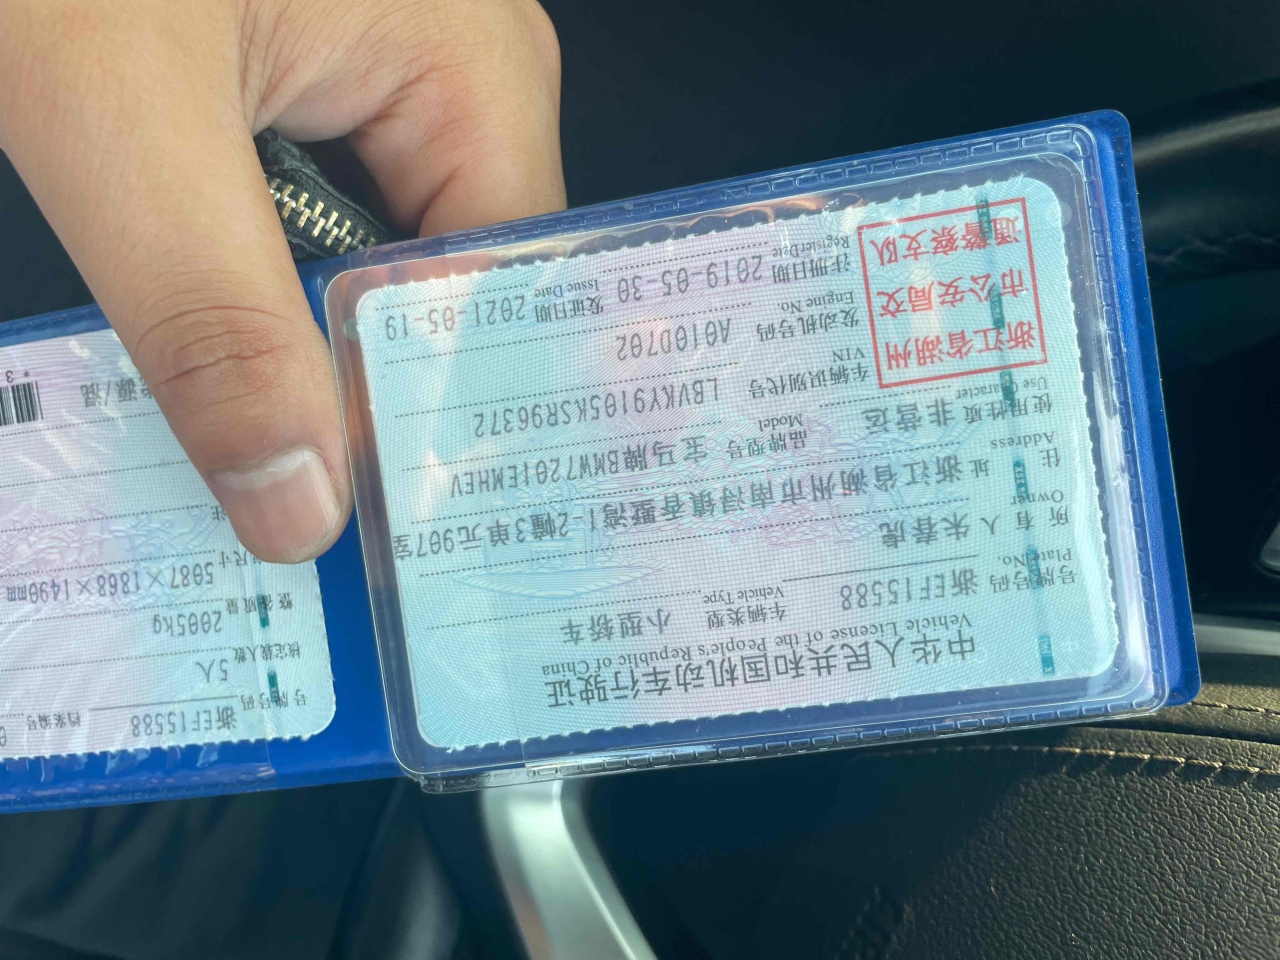 中华人民共和国机动车行驶证
Vehicle License of the People's Republic of China
号牌号码 浙EF15588 车辆类型 小型轿车
Plate No. Vehicle Type
所有人 朱春虎
Owner
住址 浙江省湖州市南浔镇香墅湾1-2幢3单元907室
Address
使用性质 非营运 品牌型号 宝马牌BMW7201EMHEV
Use Character Model
浙江省湖州
市公安局交
通警察支队
车辆识别代号 LBVKY9105KSR96372
VIN
发动机号码 A010D702
Engine No.
注册日期 2019-05-30 发证日期 2021-05-19
Register Date Issue Date
号牌号码 浙EF15588 档案编号
核定载人数 5人
整备质量 2005kg
尺寸 5087×1868×1490mm